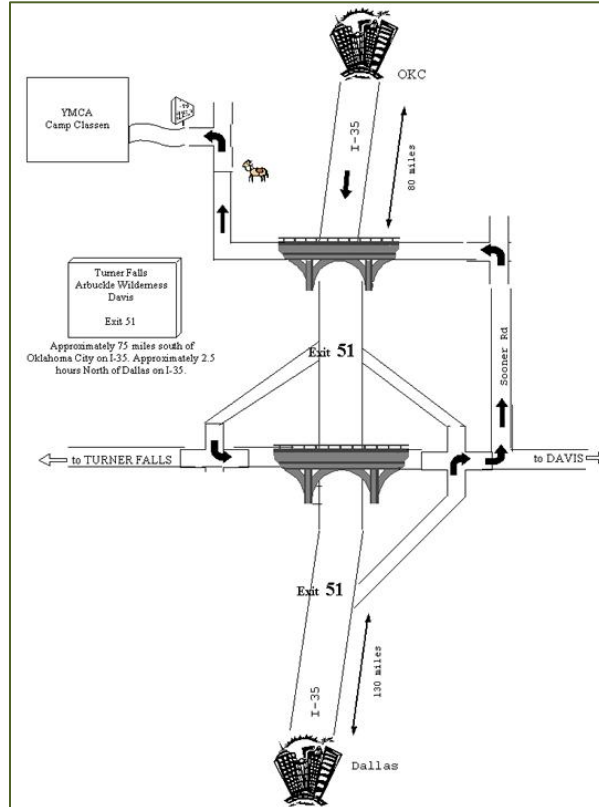 OKC
YMCA
Camp Classen
I-35
80 miles
Turner Falls
Arbuckle Wilderness
Davis
Exit 51
Approximately 75 miles south of
Oklahoma City on I-35. Approximately 2.5
hours North of Dallas on I-35.
Exit 51
Sooner Rd
to TURNER FALLS
to DAVIS
Exit 51
130 miles
I-35
Dallas